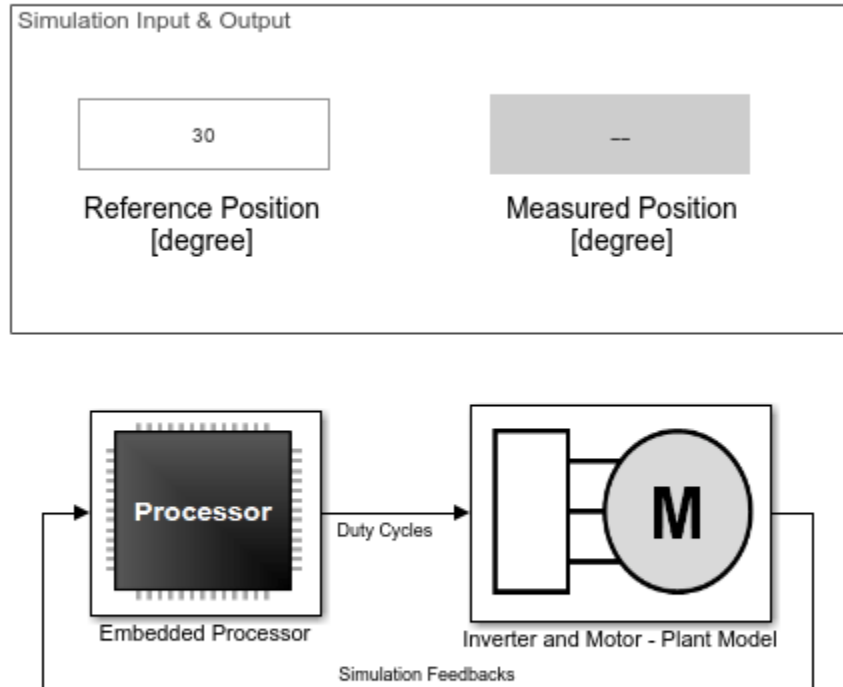 Simulation Input & Output
30
--
Reference Position
[degree]
Measured Position
[degree]
Processor
Duty Cycles
M
Embedded Processor
Inverter and Motor - Plant Model
Simulation Feedbacks